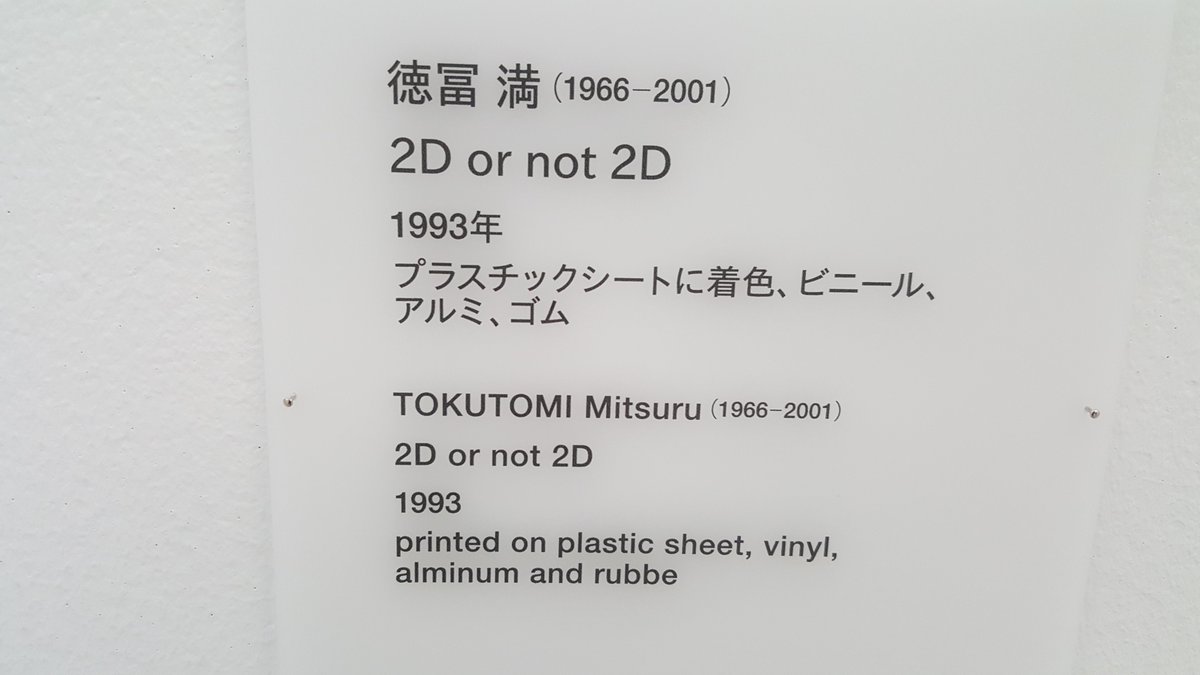 徳冨 満（1966−2001）
2D or not 2D
1993年
プラスチックシートに着色、ビニール、
アルミ、ゴム
TOKUTOMI Mitsuru（1966−2001）
2D or not 2D
1993
printed on plastic sheet, vinyl,
alminum and rubbe